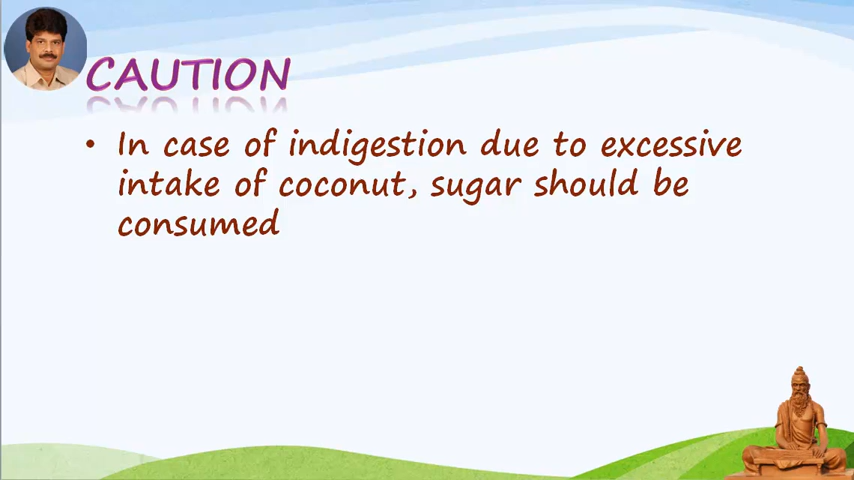 CAUTION
• In case of indigestion due to excessive
intake of coconut, sugar should be
consumed